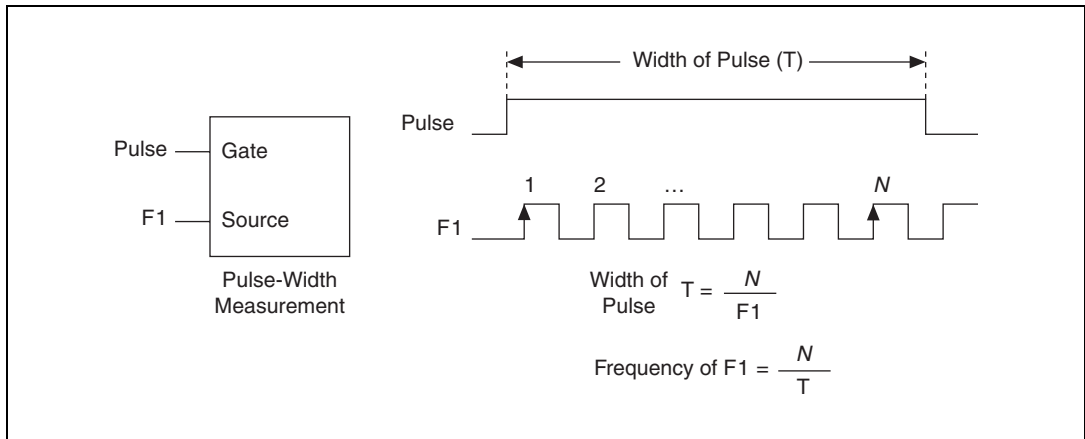 Width of Pulse (T)
Pulse
Pulse Gate
1 2 … N
F1 Source
F1
Pulse-Width
Measurement
Width of
Pulse
T = N
F1
Frequency of F1 = N
T